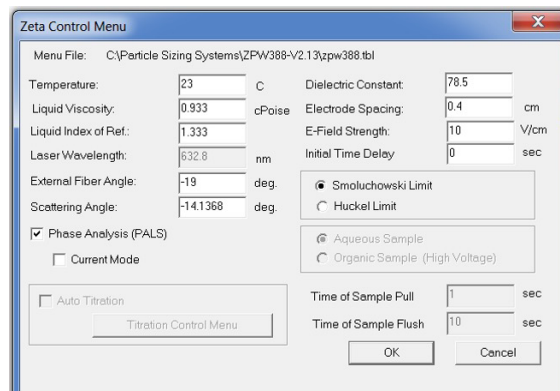 Zeta Control Menu
Menu File: C:\Particle Sizing Systems\ZPW388-V2.13\zpw388.tbl
Temperature: 23 C
Liquid Viscosity: 0.933 cPoise
Liquid Index of Ref.: 1.333
Laser Wavelength: 632.8 nm
External Fiber Angle: -19 deg.
Scattering Angle: -14.1368 deg.
Phase Analysis (PALS)
Current Mode
Auto Titration
Titration Control Menu
Dielectric Constant: 78.5
Electrode Spacing: 0.4 cm
E-Field Strength: 10 V/cm
Initial Time Delay 0 sec
Smoluchowski Limit
Huckel Limit
Aqueous Sample
Organic Sample (High Voltage)
Time of Sample Pull 1 sec
Time of Sample Flush 10 sec
OK Cancel